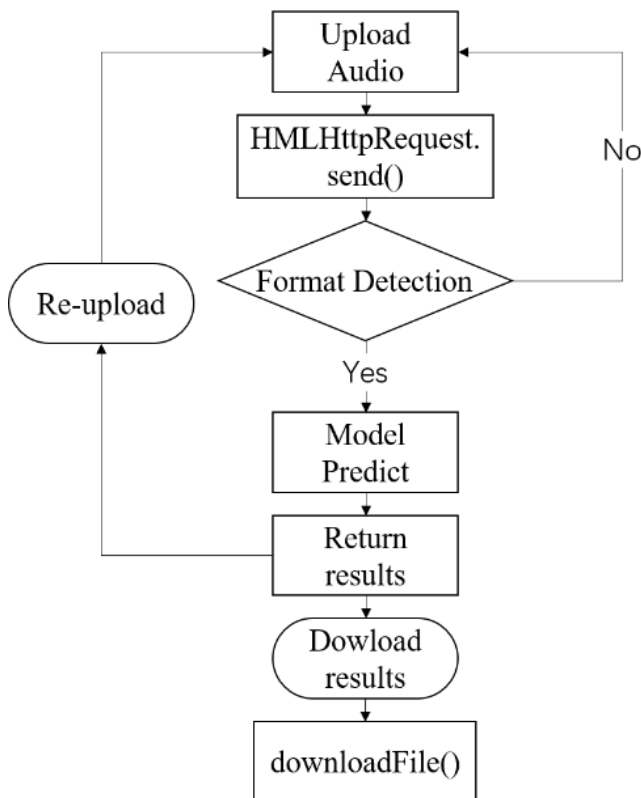 Upload
Audio
HMLHttpRequest.
send()
No
Format Detection
Re-upload
Yes
Model
Predict
Return
results
Dowload
results
downloadFile()